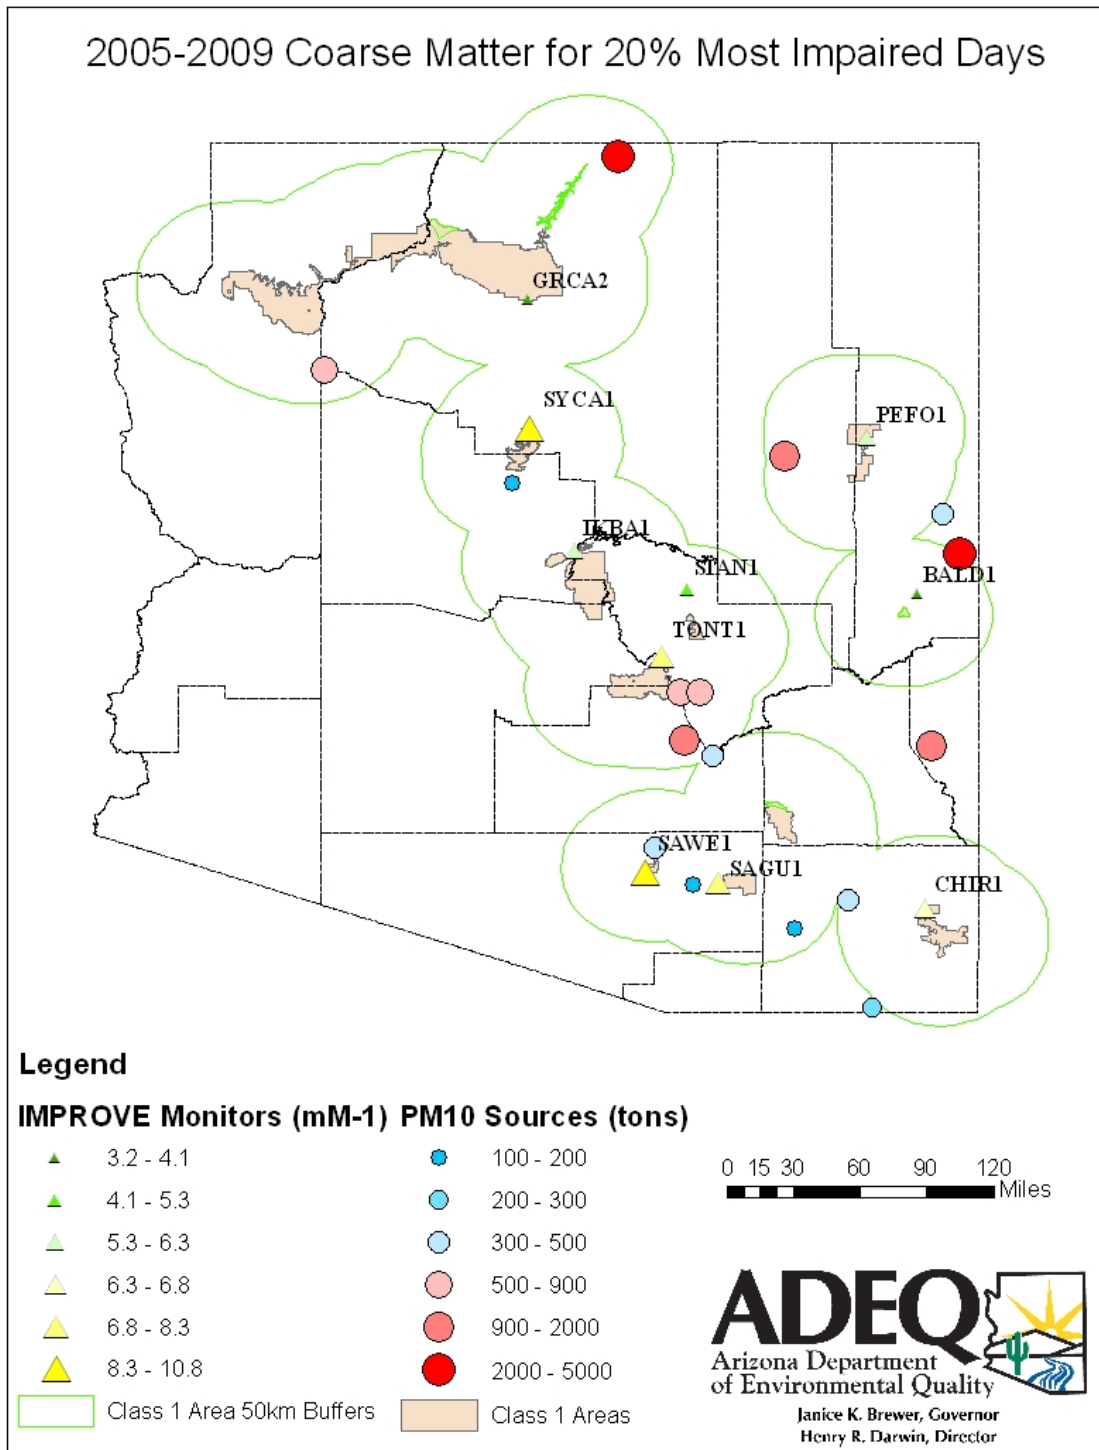 2005-2009 Coarse Matter for 20% Most Impaired Days
GRCA2
SYCA1
PEFO1
IKBA1
SIAN1
BALD1
TONT1
SAWE1
SAGU1
CHIR1
Legend
IMPROVE Monitors (mM-1)
3.2 - 4.1
4.1 - 5.3
5.3 - 6.3
6.3 - 6.8
6.8 - 8.3
8.3 - 10.8
Class 1 Area 50km Buffers
PM10 Sources (tons)
100 - 200
200 - 300
300 - 500
500 - 900
900 - 2000
2000 - 5000
Class 1 Areas
0 15 30 60 90 120
Miles
ADEQ
Arizona Department
of Environmental Quality
Janice K. Brewer, Governor
Henry R. Darwin, Director